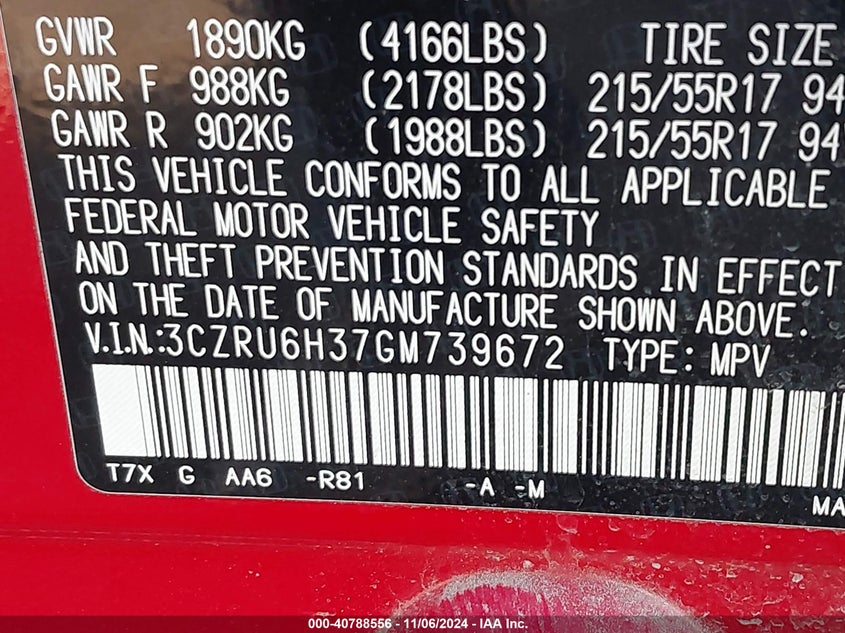 GVWR 1890KG (4166LBS) TIRE SIZE
GAWR F 988KG (2178LBS) 215/55R17 94
GAWR R 902KG (1988LBS) 215/55R17 94
THIS VEHICLE CONFORMS TO ALL APPLICABLE
FEDERAL MOTOR VEHICLE SAFETY
AND THEFT PREVENTION STANDARDS IN EFFECT
ON THE DATE OF MANUFACTURE SHOWN ABOVE.
V.I.N.:3CZRU6H37GM739672 TYPE: MPV
T7X G AA6 -R81 -A -M
MA
000-40788556 - 11/06/2024 - IAA Inc.